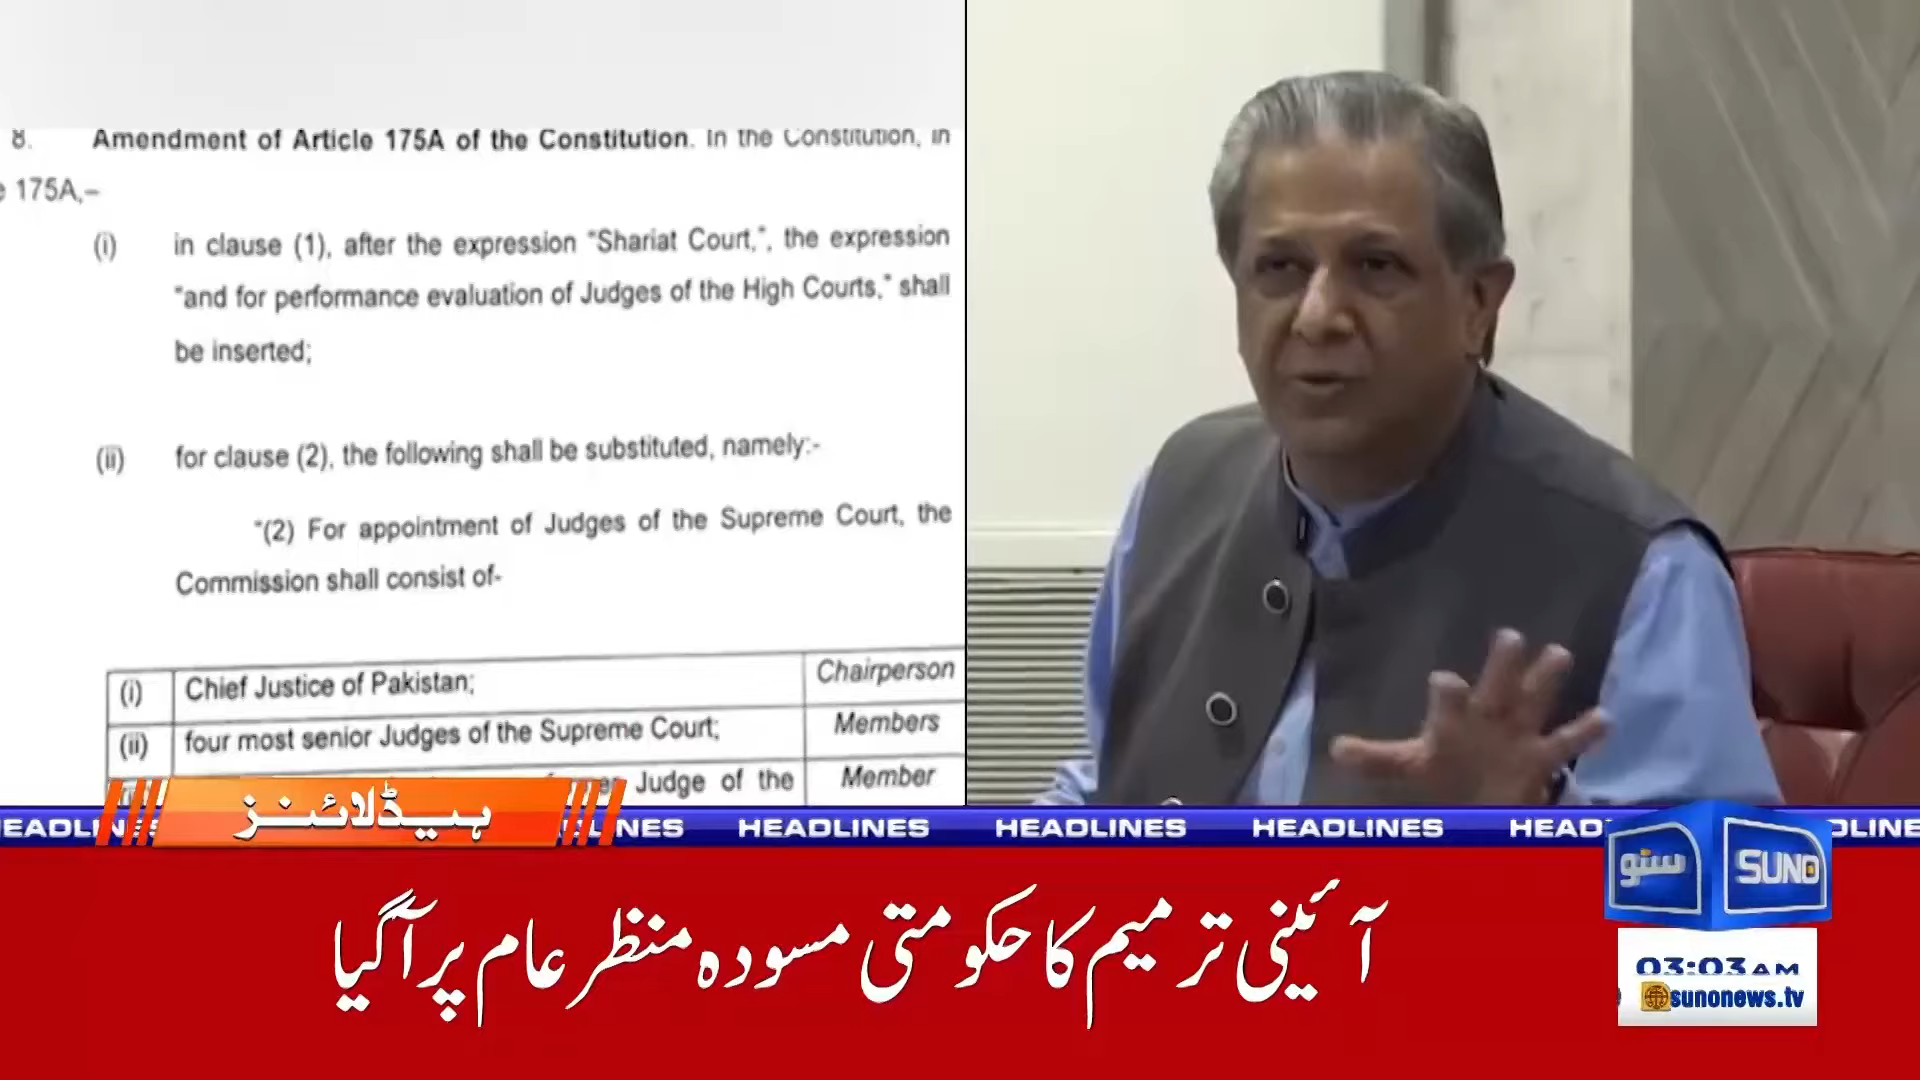 8. Amendment of Article 175A of the Constitution. In the Constitution, in
175A,–
(i) in clause (1), after the expression "Shariat Court,", the expression
"and for performance evaluation of Judges of the High Courts," shall
be inserted;
(ii) for clause (2), the following shall be substituted, namely:-
"(2) For appointment of Judges of the Supreme Court, the
Commission shall consist of-
(i) Chief Justice of Pakistan; Chairperson
(ii) four most senior Judges of the Supreme Court; Members
Judge of the Member
ہیڈلائنز
HEADLINES HEADLINES HEADLINES
سنو SUNO
آئینی ترمیم کا حکومتی مسودہ منظر عام پر آگیا
03:03 AM
sunonews.tv